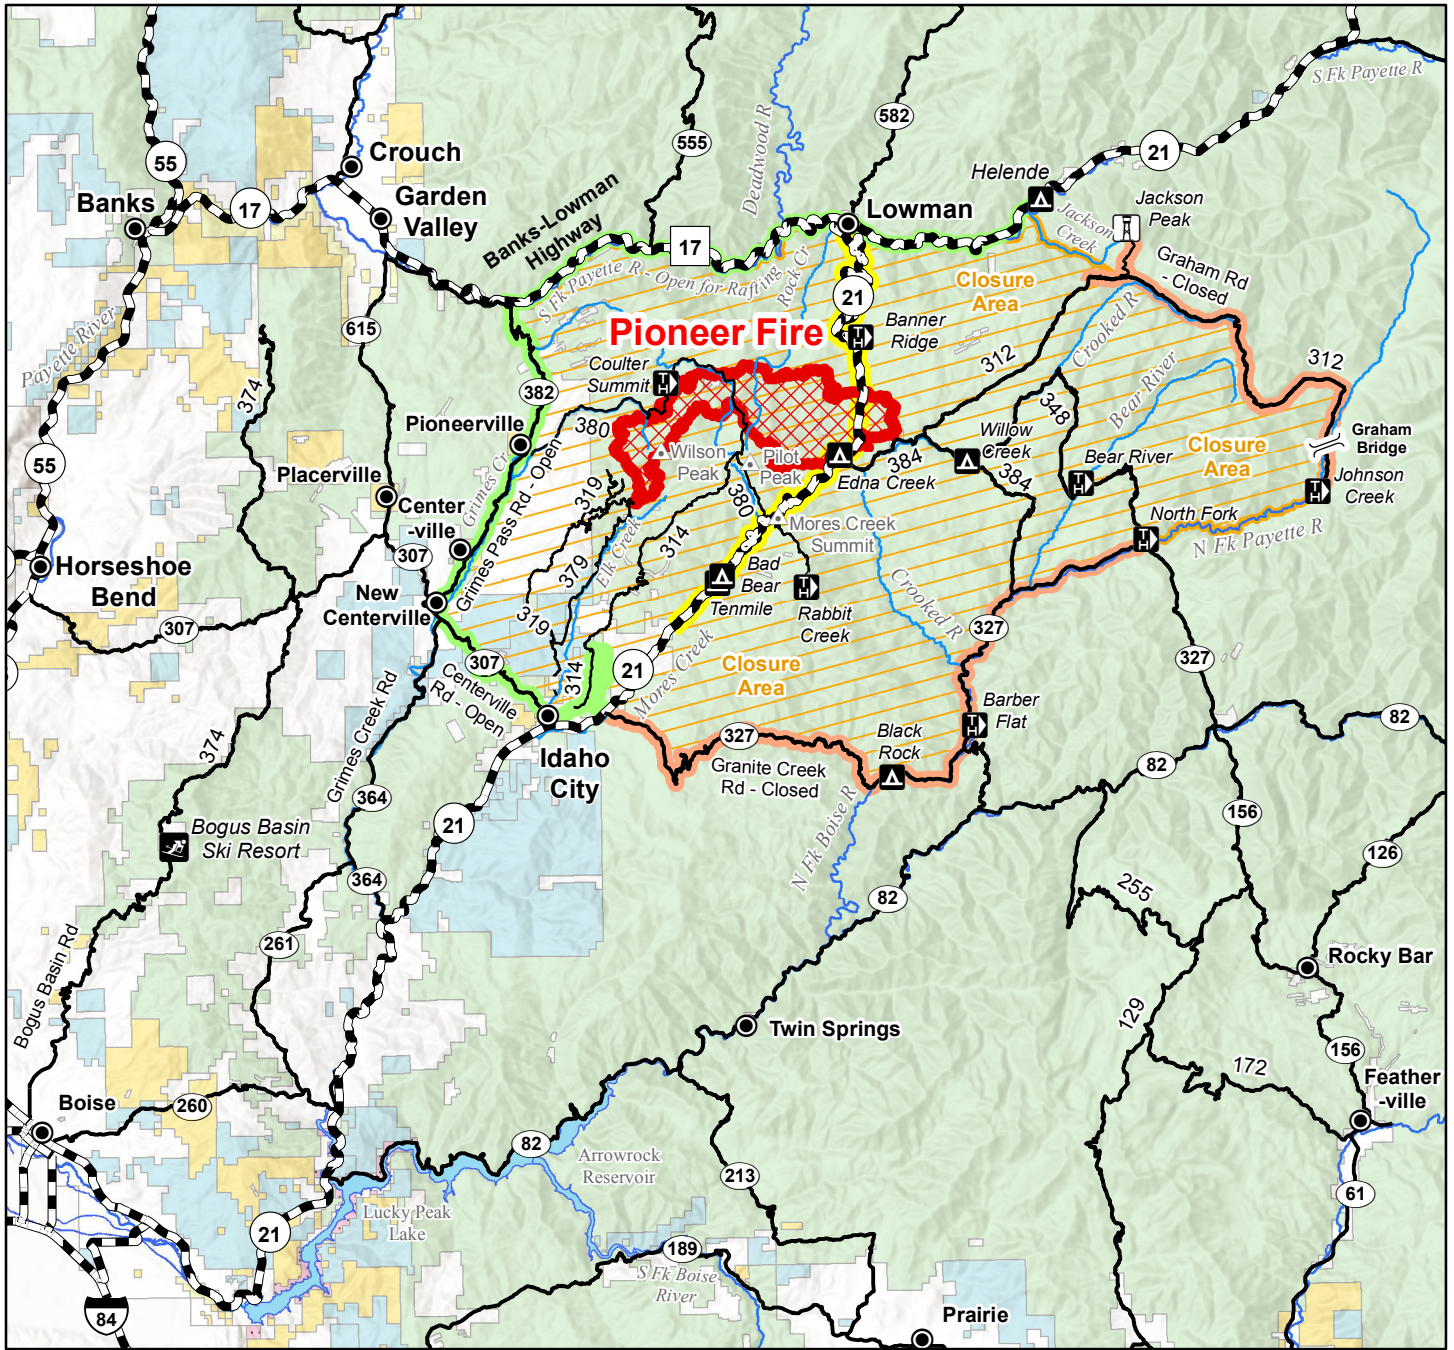 S Fk Payette R
55
Crouch
555
582
Deadwood R
21
Helende
17
Garden
Valley
Banks
Banks-Lowman
Highway
Lowman
Jackson
Creek
Jackson
Peak
17
S Fk Payette R - Open for Rafting
Rock Cr
Closure
Area
Graham Rd
- Closed
21
Crooked R
Payette River
615
Pioneer Fire
Banner
Ridge
312
312
Coulter
Summit
Bear River
374
382
348
Pioneerville
380
Willow
Creek
Graham
Bridge
Closure
Area
55
Placerville
Wilson
Peak
Pilot
Peak
384
Bear River
Edna Creek
384
Johnson
Creek
Center
-ville
Grimes Cr
Grimes Pass Rd - Open
319
380
North Fork
N Fk Payette R
Mores Creek
Summit
314
307
Elk Creek
379
Horseshoe
Bend
Bad
Bear
Tenmile
Crooked R
New
Centerville
Rabbit
Creek
319
307
327
307
314
21
Closure
Area
327
Centerville
Rd - Open
Mores Creek
Grimes Creek Rd
Barber
Flat
82
374
327
Black
Rock
Idaho
City
Granite Creek
Rd - Closed
82
364
156
21
Bogus Basin
Ski Resort
N Fk Boise R
126
364
255
82
261
Bogus Basin Rd
Rocky Bar
129
Twin Springs
156
172
Feather
-ville
Boise
260
82
Arrowrock
Reservoir
213
61
Lucky Peak
Lake
21
189
S Fk Boise
River
84
Prairie